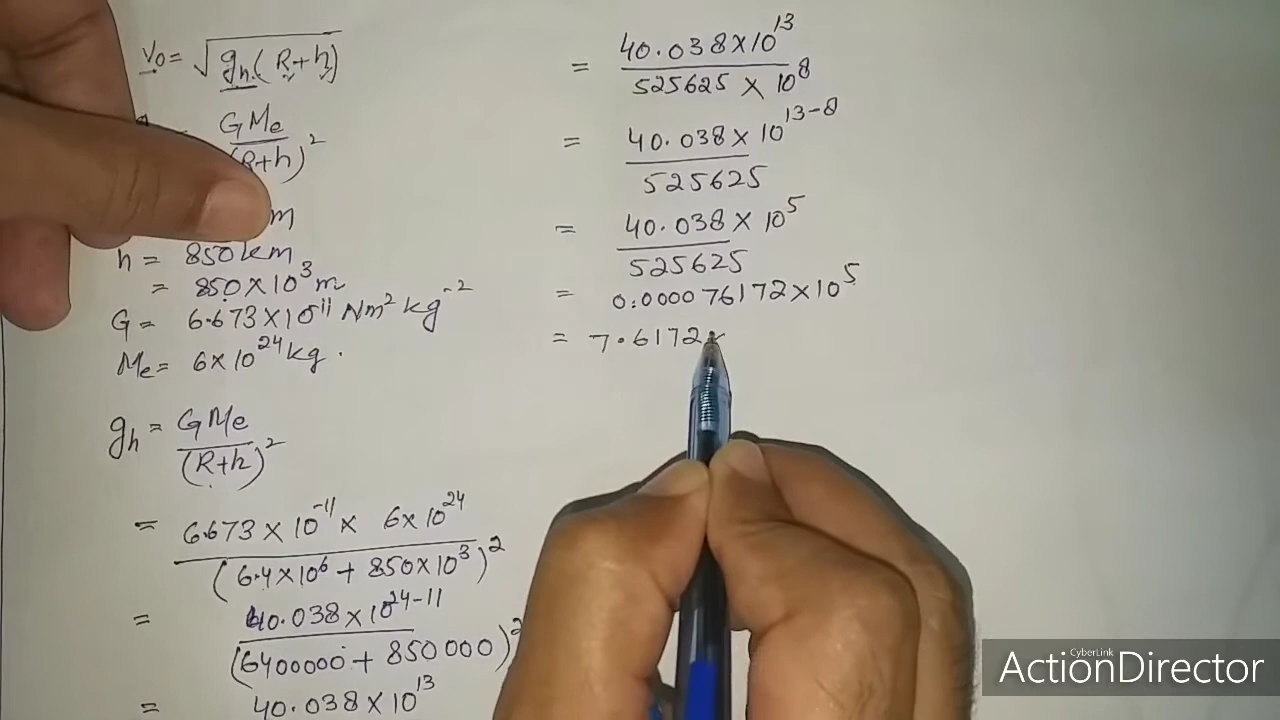 Vo = √gh(R+h)
GMe
(R+h)²
m
h = 850 km
= 850×10³ m
G = 6.673×10⁻¹¹ Nm² kg⁻²
Me = 6×10²⁴ kg.
gh = GMe
(R+h)²
= 6.673×10⁻¹¹ × 6×10²⁴
(6.4×10⁶ + 850×10³)²
= 40.038×10²⁴⁻¹¹
(6400000 + 850000)²
= 40.038×10¹³
= 40.038×10¹³
525625 × 10⁸
= 40.038×10¹³⁻⁸
525625
= 40.038×10⁵
525625
= 0.000076172×10⁵
= 7.6172
CyberLink
ActionDirector